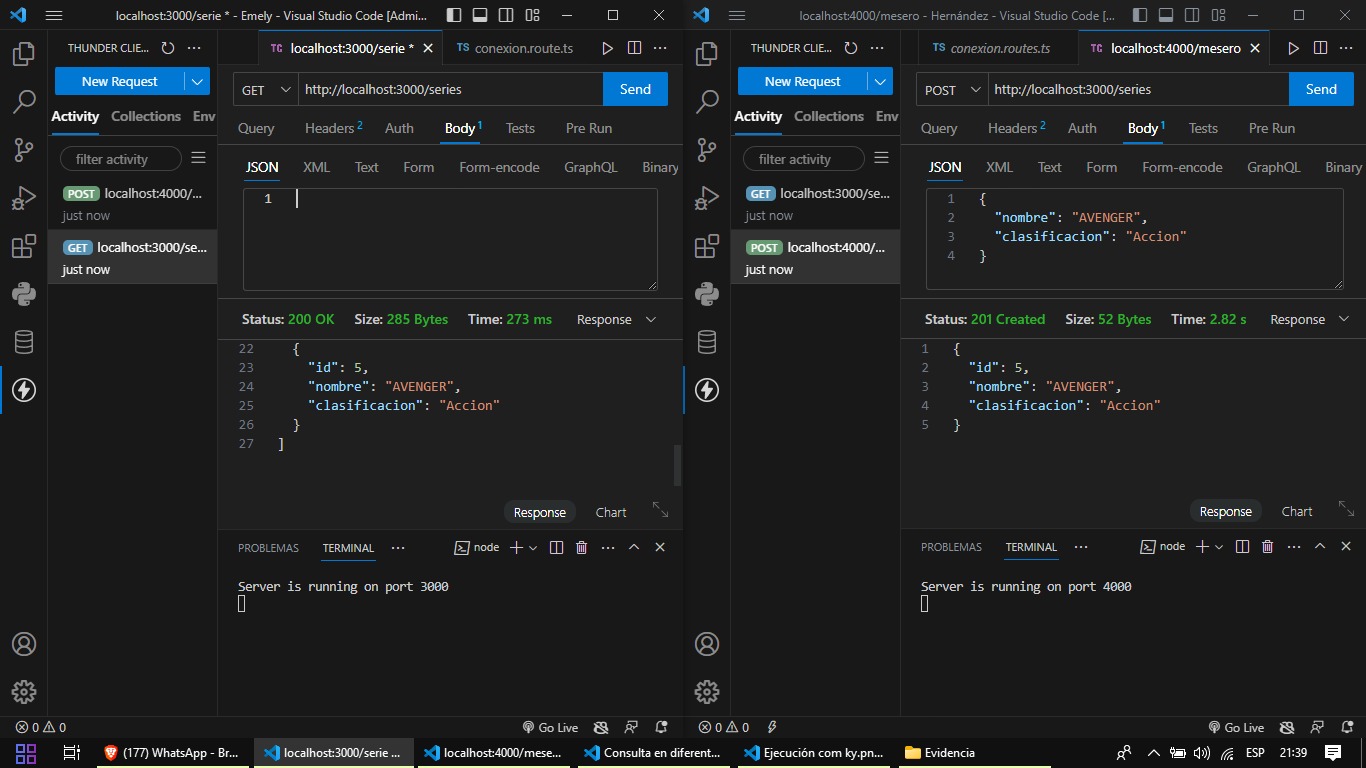 localhost:3000/serie * - Emely - Visual Studio Code [Admi...
THUNDER CLIE...
TC localhost:3000/serie *
TS conexion.route.ts
New Request
GET
http://localhost:3000/series
Send
Activity Collections Env
Query Headers 2 Auth Body 1 Tests Pre Run
filter activity
JSON XML Text Form Form-encode GraphQL Binary
POST localhost:4000/...
just now
GET localhost:3000/se...
just now
1
Status: 200 OK Size: 285 Bytes Time: 273 ms Response
22 {
23 "id": 5,
24 "nombre": "AVENGER",
25 "clasificacion": "Accion"
26 }
27 ]
Response Chart
PROBLEMAS TERMINAL ... node
Server is running on port 3000
0 0 Go Live
localhost:4000/mesero - Hernández - Visual Studio Code [...
THUNDER CLIE...
TS conexion.routes.ts
TC localhost:4000/mesero
New Request
POST
http://localhost:3000/series
Send
Activity Collections Env
Query Headers 2 Auth Body 1 Tests Pre Run
filter activity
JSON XML Text Form Form-encode GraphQL Binary
GET localhost:3000/se...
just now
POST localhost:4000/...
just now
1 {
2 "nombre": "AVENGER",
3 "clasificacion": "Accion"
4 }
Status: 201 Created Size: 52 Bytes Time: 2.82 s Response
1 {
2 "id": 5,
3 "nombre": "AVENGER",
4 "clasificacion": "Accion"
5 }
Response Chart
PROBLEMAS TERMINAL ... node
Server is running on port 4000
0 0 Go Live
(177) WhatsApp - Br... localhost:3000/serie ... localhost:4000/mese... Consulta en diferent... Ejecución com ky.pn... Evidencia ESP 21:39